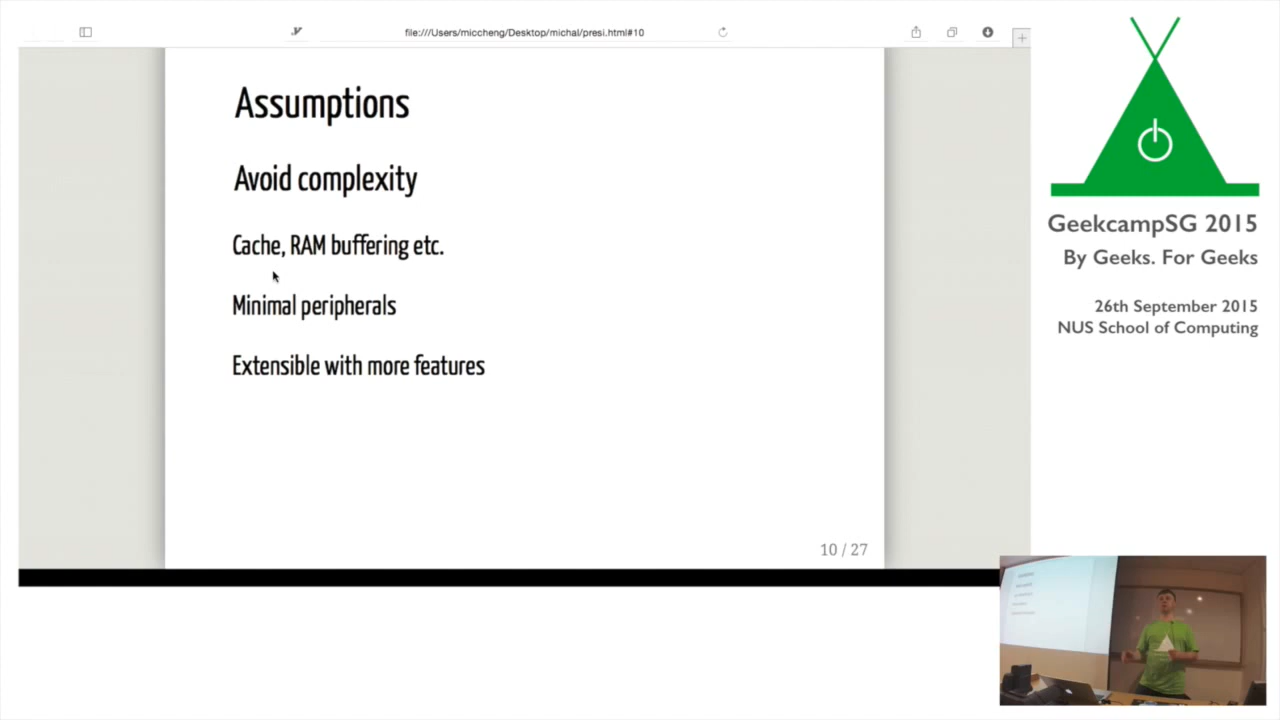 file:///Users/miccheng/Desktop/michal/presi.html#10
Assumptions
Avoid complexity
Cache, RAM buffering etc.
Minimal peripherals
Extensible with more features
10 / 27
GeekcampSG 2015
By Geeks. For Geeks
26th September 2015
NUS School of Computing